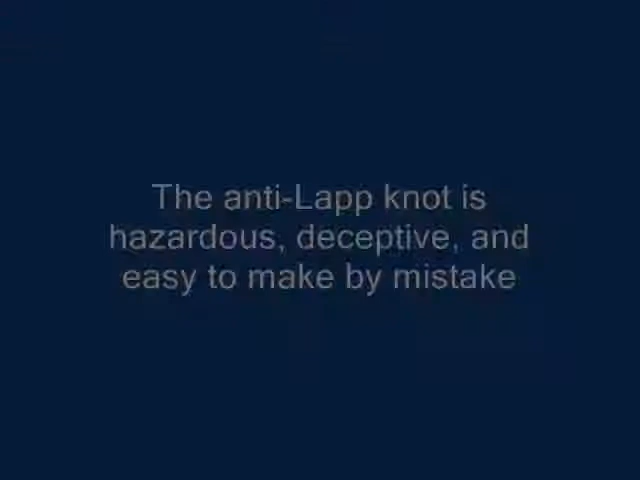 The anti-Lapp knot is
hazardous, deceptive, and
easy to make by mistake